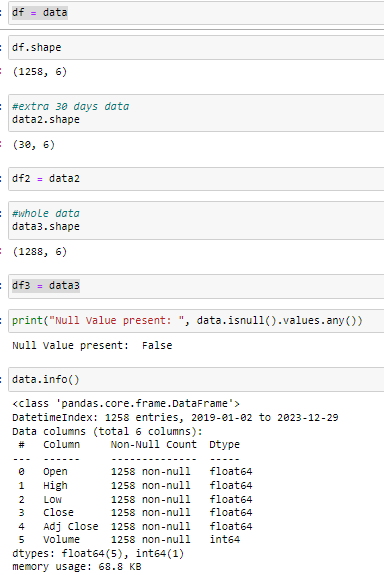 df = data
df.shape
(1258, 6)
#extra 30 days data
data2.shape
(30, 6)
df2 = data2
#whole data
data3.shape
(1288, 6)
df3 = data3
print("Null Value present: ", data.isnull().values.any())
Null Value present:  False
data.info()
<class 'pandas.core.frame.DataFrame'>
DatetimeIndex: 1258 entries, 2019-01-02 to 2023-12-29
Data columns (total 6 columns):
 #   Column     Non-Null Count  Dtype
---  ------     --------------  -----
 0   Open       1258 non-null   float64
 1   High       1258 non-null   float64
 2   Low        1258 non-null   float64
 3   Close      1258 non-null   float64
 4   Adj Close  1258 non-null   float64
 5   Volume     1258 non-null   int64
dtypes: float64(5), int64(1)
memory usage: 68.8 KB